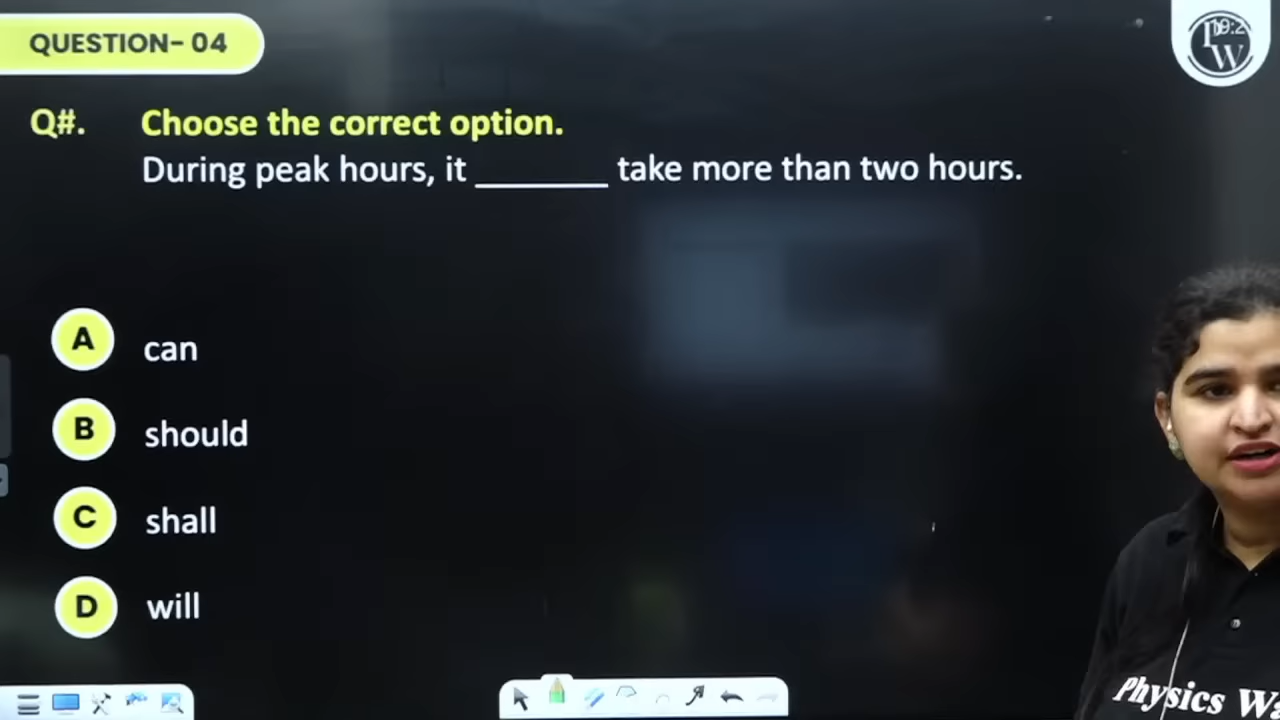 QUESTION- 04
Q#. Choose the correct option.
During peak hours, it ________ take more than two hours.
A can
B should
C shall
D will
Physics Wa